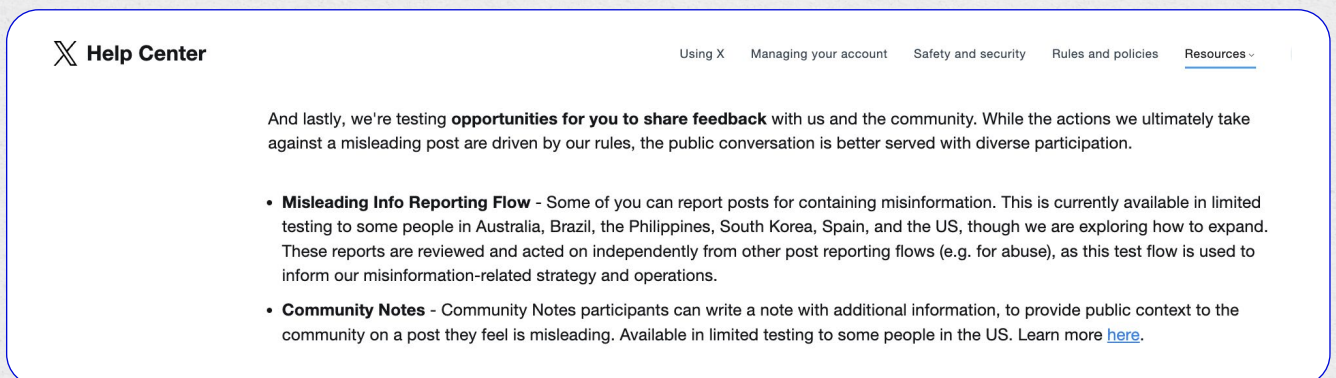 X Help Center
Using X Managing your account Safety and security Rules and policies Resources
And lastly, we're testing opportunities for you to share feedback with us and the community. While the actions we ultimately take
against a misleading post are driven by our rules, the public conversation is better served with diverse participation.
• Misleading Info Reporting Flow - Some of you can report posts for containing misinformation. This is currently available in limited
testing to some people in Australia, Brazil, the Philippines, South Korea, Spain, and the US, though we are exploring how to expand.
These reports are reviewed and acted on independently from other post reporting flows (e.g. for abuse), as this test flow is used to
inform our misinformation-related strategy and operations.
• Community Notes - Community Notes participants can write a note with additional information, to provide public context to the
community on a post they feel is misleading. Available in limited testing to some people in the US. Learn more here.